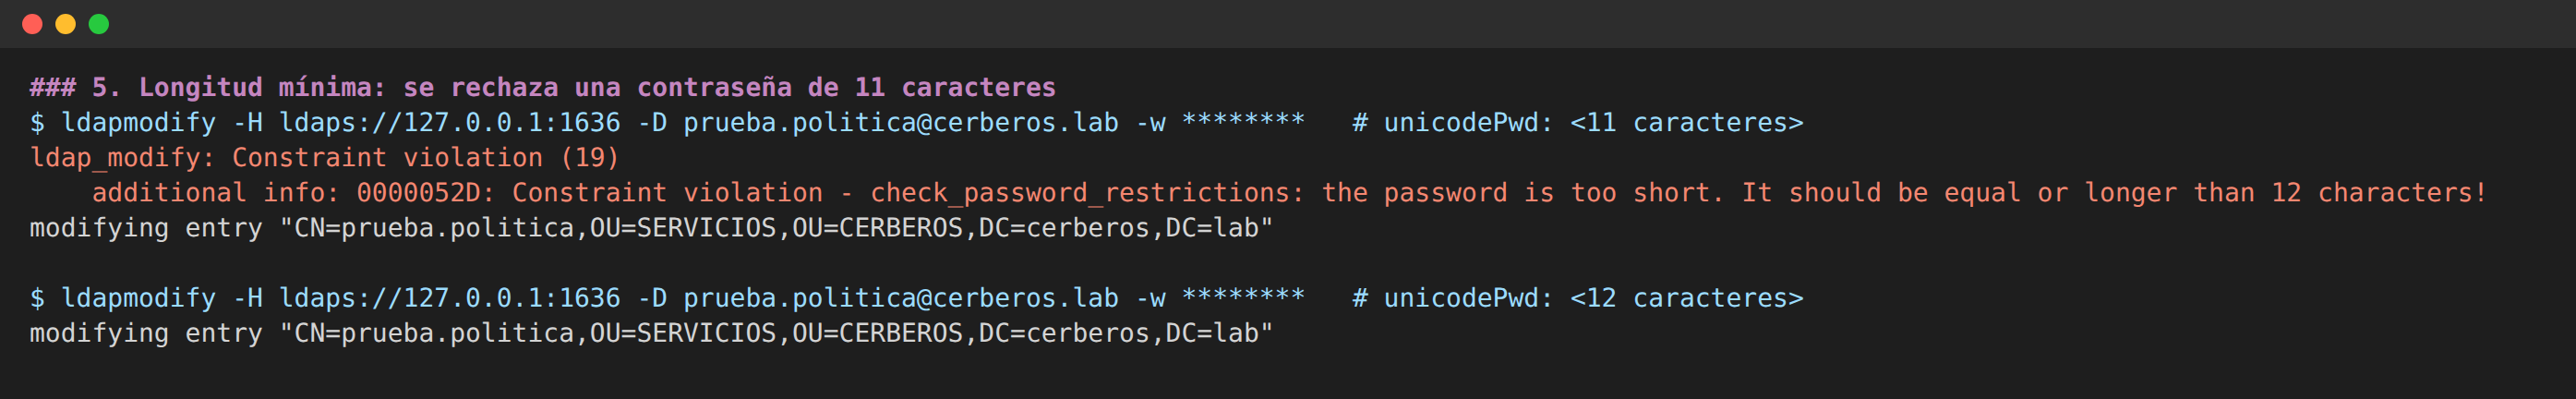 ### 5. Longitud mínima: se rechaza una contraseña de 11 caracteres
$ ldapmodify -H ldaps://127.0.0.1:1636 -D prueba.politica@cerberos.lab -w ********   # unicodePwd: <11 caracteres>
ldap_modify: Constraint violation (19)
    additional info: 0000052D: Constraint violation - check_password_restrictions: the password is too short. It should be equal or longer than 12 characters!
modifying entry "CN=prueba.politica,OU=SERVICIOS,OU=CERBEROS,DC=cerberos,DC=lab"
$ ldapmodify -H ldaps://127.0.0.1:1636 -D prueba.politica@cerberos.lab -w ********   # unicodePwd: <12 caracteres>
modifying entry "CN=prueba.politica,OU=SERVICIOS,OU=CERBEROS,DC=cerberos,DC=lab"